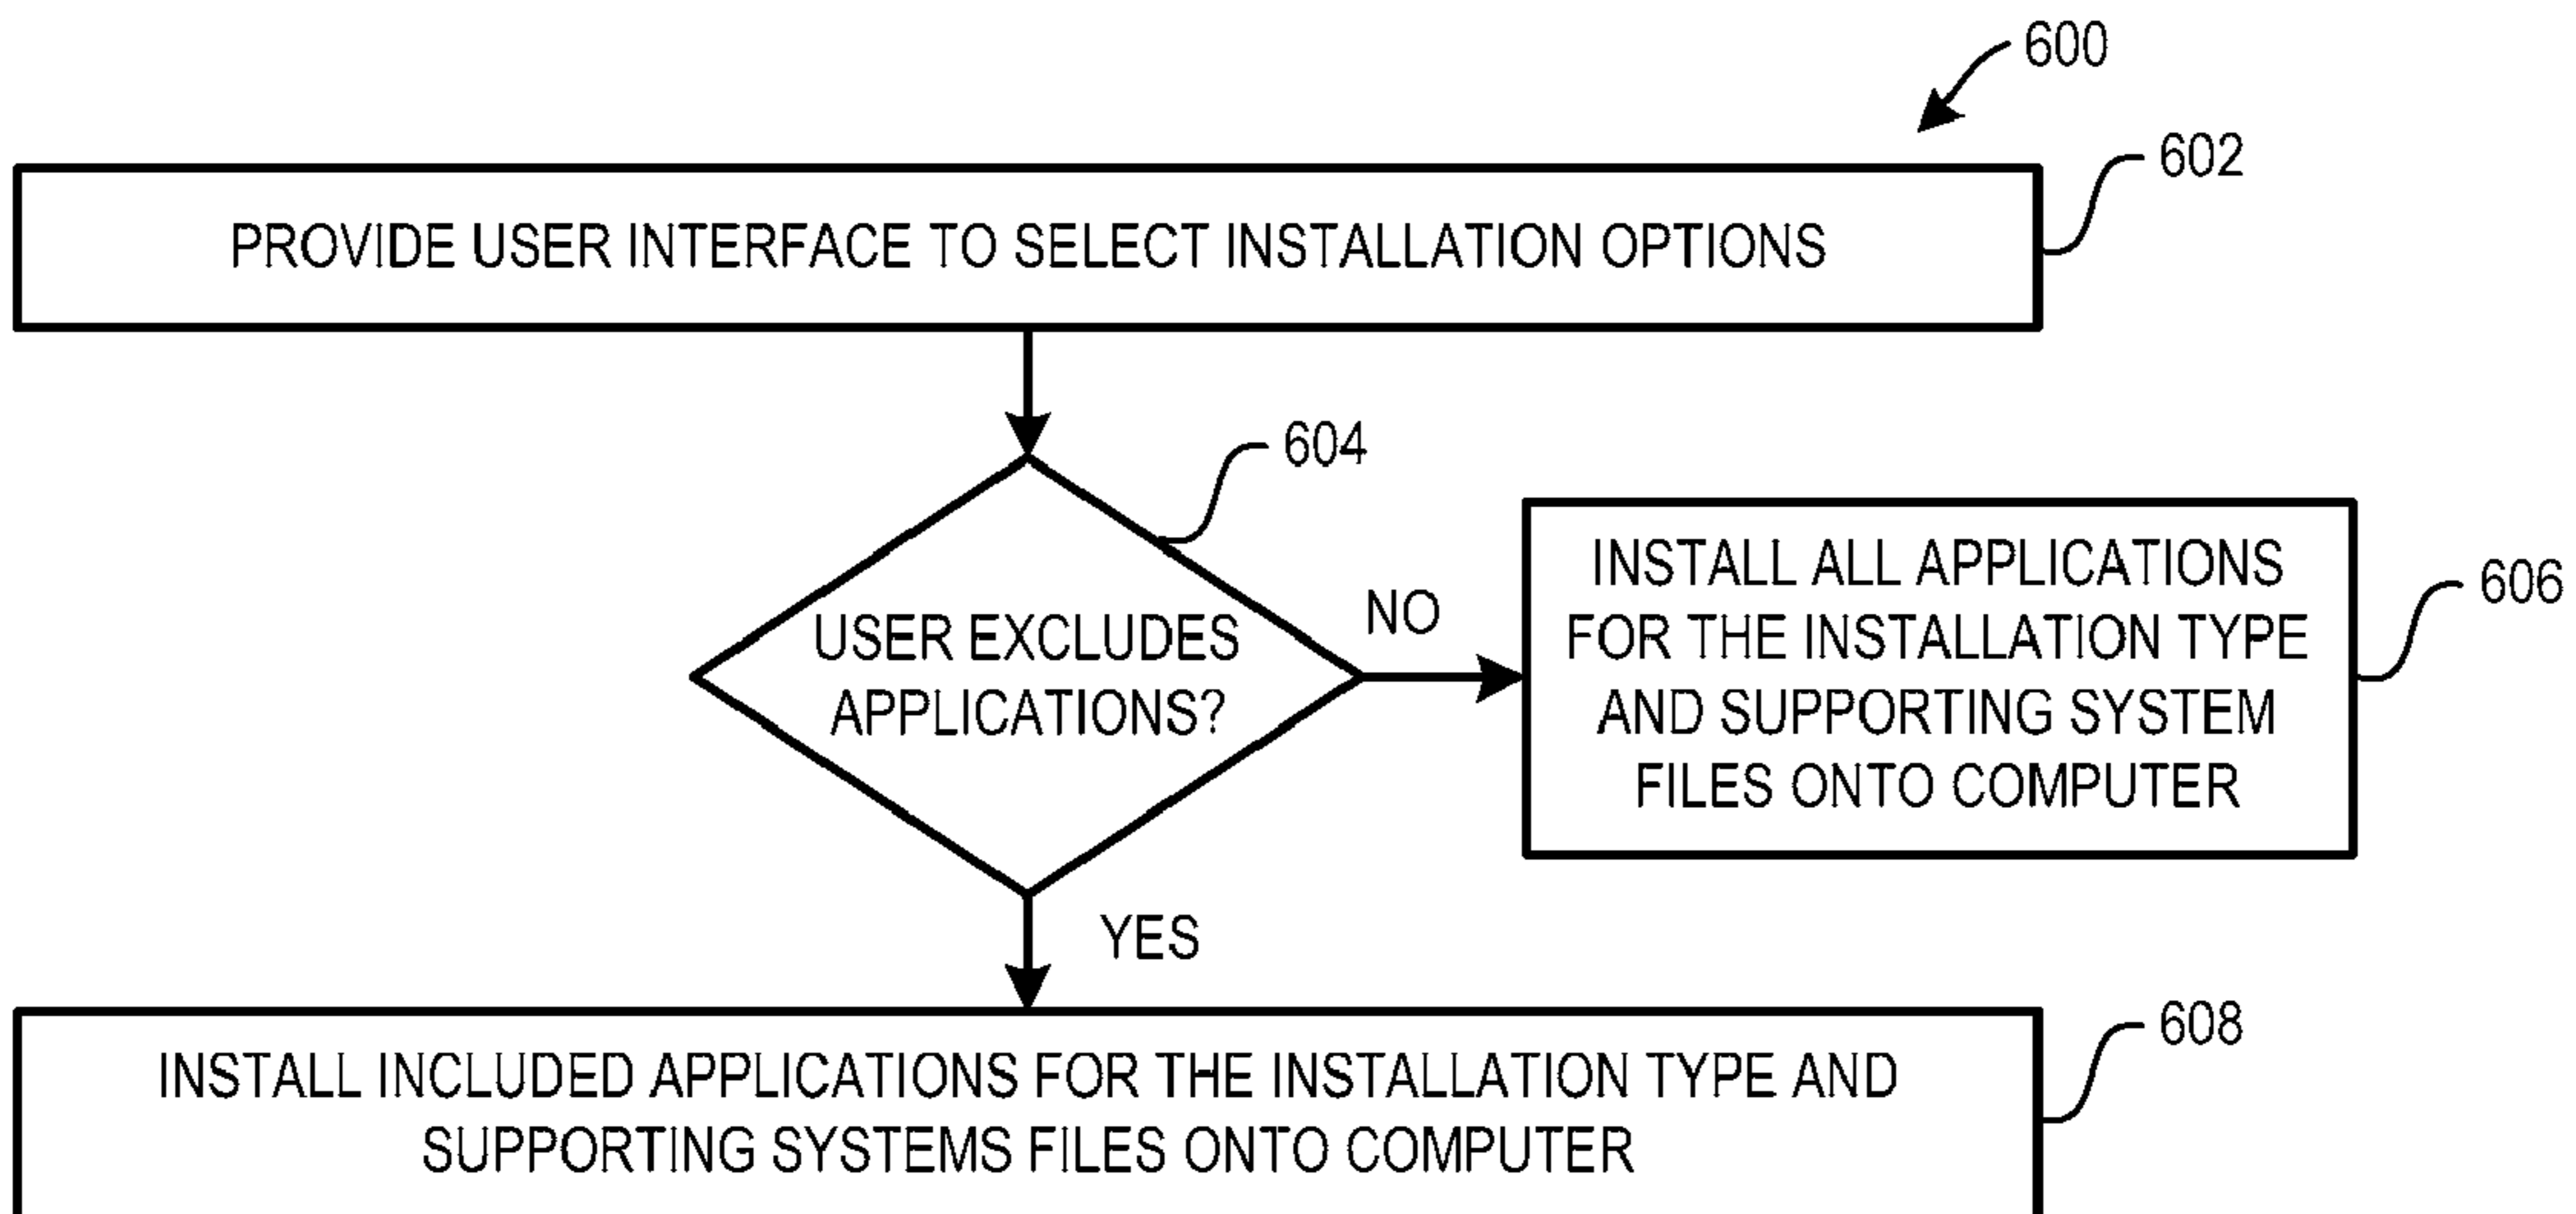 600
602
PROVIDE USER INTERFACE TO SELECT INSTALLATION OPTIONS
604
USER EXCLUDES
APPLICATIONS?
NO
INSTALL ALL APPLICATIONS
FOR THE INSTALLATION TYPE
AND SUPPORTING SYSTEM
FILES ONTO COMPUTER
606
YES
608
INSTALL INCLUDED APPLICATIONS FOR THE INSTALLATION TYPE AND
SUPPORTING SYSTEMS FILES ONTO COMPUTER